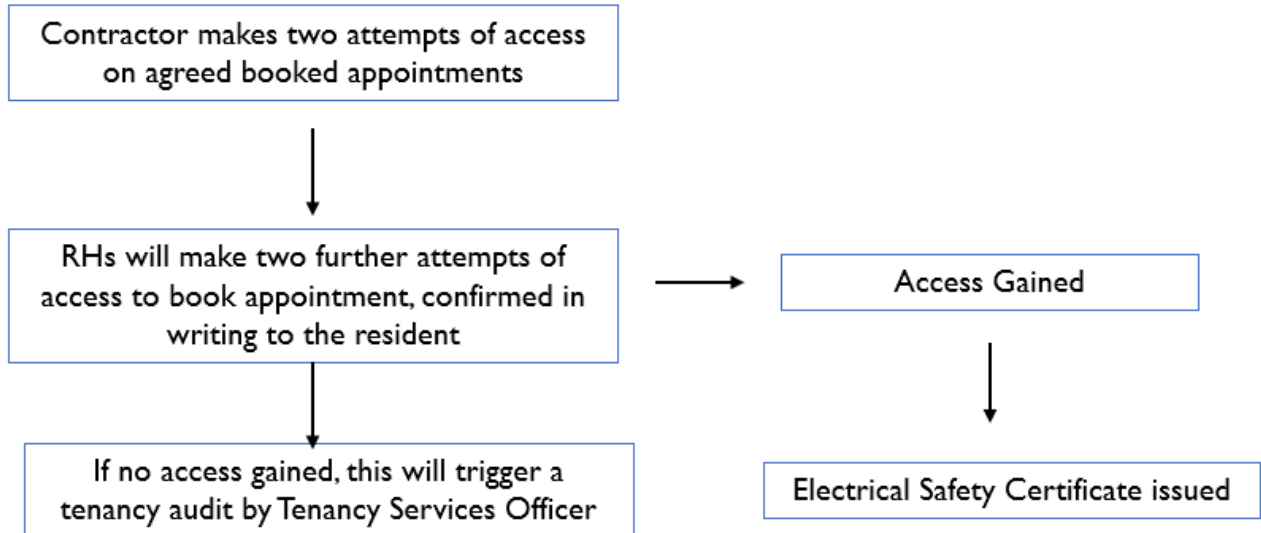 Contractor makes two attempts of access
on agreed booked appointments
RHs will make two further attempts of
access to book appointment, confirmed in
writing to the resident
Access Gained
If no access gained, this will trigger a
tenancy audit by Tenancy Services Officer
Electrical Safety Certificate issued